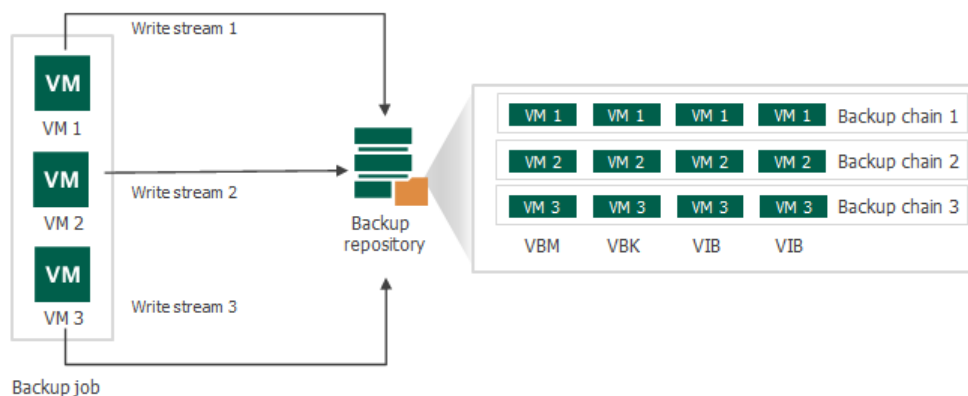 Write stream 1
VM
VM 1
VM
VM 2
Write stream 2
VM
VM 3
Write stream 3
Backup job
Backup
repository
VM 1 VM 1 VM 1 VM 1 Backup chain 1
VM 2 VM 2 VM 2 VM 2 Backup chain 2
VM 3 VM 3 VM 3 VM 3 Backup chain 3
VBM VBK VIB VIB